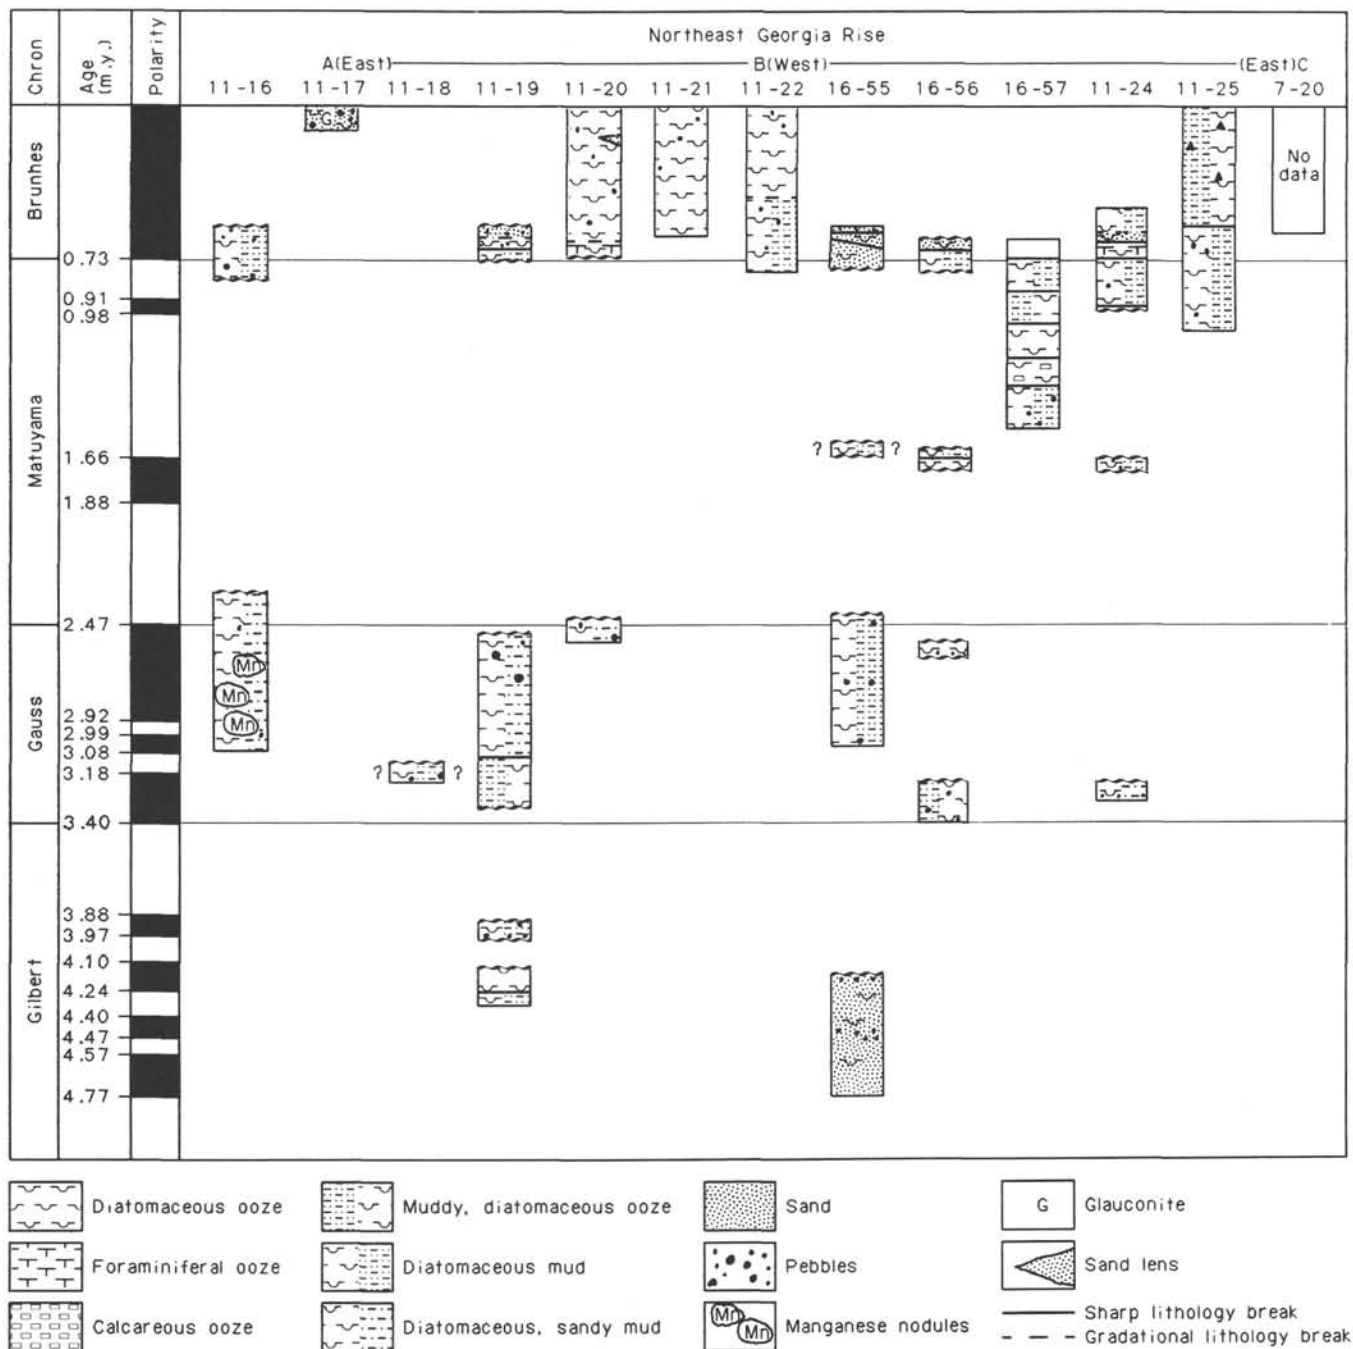 Chron
Age
(m.y.)
Polarity
Northeast Georgia Rise
A(East)
B(West)
(East)C
11-16 11-17 11-18 11-19 11-20 11-21 11-22 16-55 16-56 16-57 11-24 11-25 7-20
Brunhes
G
No
data
0.73
0.91
0.98
Matuyama
1.66
? ?
1.88
2.47
Gauss
Mn
Mn
Mn
2.92
2.99
3.08
3.18
? ?
3.40
Gilbert
3.88
3.97
4.10
4.24
4.40
4.47
4.57
4.77
Diatomaceous ooze
Muddy, diatomaceous ooze
Sand
G Glauconite
Foraminiferal ooze
Diatomaceous mud
Pebbles
Sand lens
Calcareous ooze
Diatomaceous, sandy mud
Mn
Mn
Manganese nodules
Sharp lithology break
Gradational lithology break